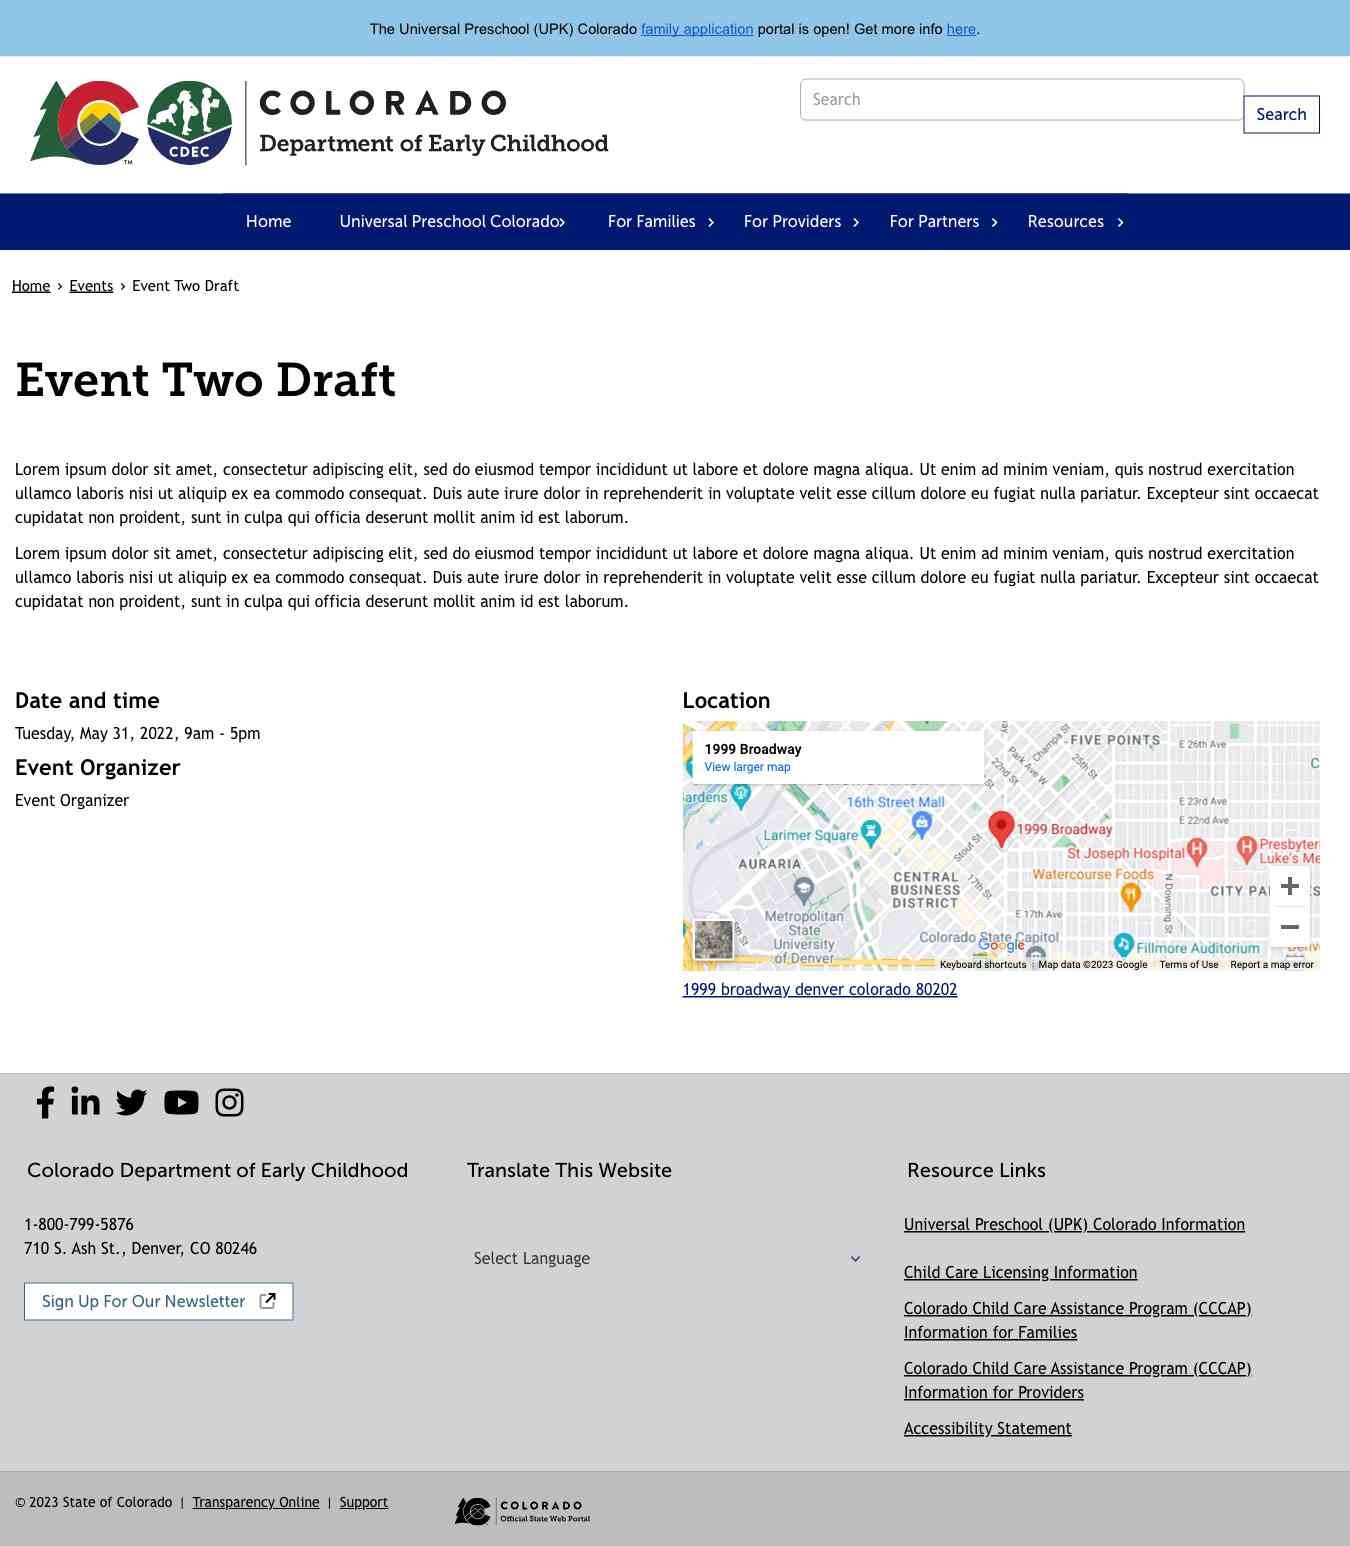 The Universal Preschool (UPK) Colorado family application portal is open! Get more info here.
CDEC
TM
COLORADO
Department of Early Childhood
Search
Search
Home
Universal Preschool Colorado
For Families
For Providers
For Partners
Resources
Home › Events › Event Two Draft
Event Two Draft
Lorem ipsum dolor sit amet, consectetur adipiscing elit, sed do eiusmod tempor incididunt ut labore et dolore magna aliqua. Ut enim ad minim veniam, quis nostrud exercitation
ullamco laboris nisi ut aliquip ex ea commodo consequat. Duis aute irure dolor in reprehenderit in voluptate velit esse cillum dolore eu fugiat nulla pariatur. Excepteur sint occaecat
cupidatat non proident, sunt in culpa qui officia deserunt mollit anim id est laborum.
Lorem ipsum dolor sit amet, consectetur adipiscing elit, sed do eiusmod tempor incididunt ut labore et dolore magna aliqua. Ut enim ad minim veniam, quis nostrud exercitation
ullamco laboris nisi ut aliquip ex ea commodo consequat. Duis aute irure dolor in reprehenderit in voluptate velit esse cillum dolore eu fugiat nulla pariatur. Excepteur sint occaecat
cupidatat non proident, sunt in culpa qui officia deserunt mollit anim id est laborum.
Date and time
Tuesday, May 31, 2022, 9am - 5pm
Event Organizer
Event Organizer
Location
1999 Broadway
View larger map
FIVE POINTS
Champa St
Park Ave W
22nd St
25th St
E 26th Ave
E 23rd Ave
E 22nd Ave
ardens
16th Street Mall
Larimer Square
1999 Broadway
Stout St
St Joseph Hospital
Presbyter
Luke's Me
AURARIA
CENTRAL
BUSINESS
DISTRICT
17th St
Watercourse Foods
N Downing St
CITY PA
Metropolitan
State
University
of Denver
E 17th Ave
Colorado State Capitol
Google
Fillmore Auditorium
Keyboard shortcuts
Map data ©2023 Google
Terms of Use
Report a map error
1999 broadway denver colorado 80202
Colorado Department of Early Childhood
1-800-799-5876
710 S. Ash St., Denver, CO 80246
Sign Up For Our Newsletter
Translate This Website
Select Language
Resource Links
Universal Preschool (UPK) Colorado Information
Child Care Licensing Information
Colorado Child Care Assistance Program (CCCAP)
Information for Families
Colorado Child Care Assistance Program (CCCAP)
Information for Providers
Accessibility Statement
© 2023 State of Colorado | Transparency Online | Support
COLORADO
Official State Web Portal